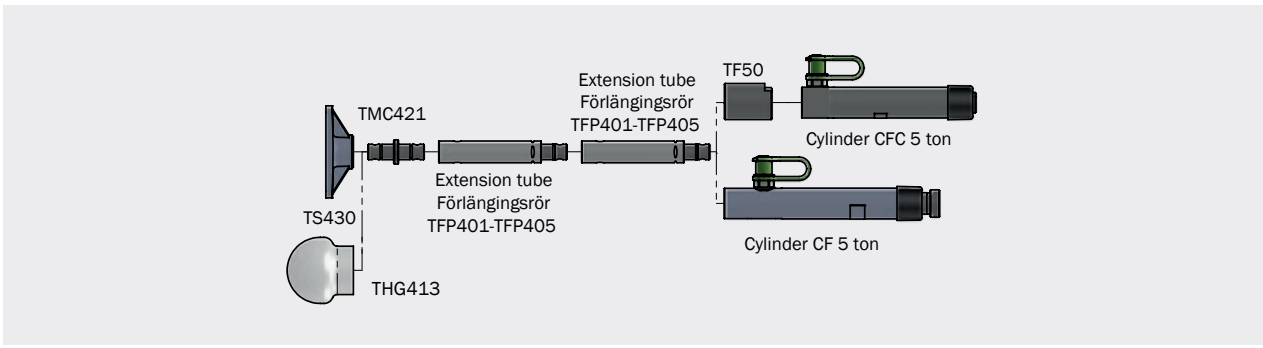 TMC421
TS430
THG413
Extension tube
Förlängingsrör
TFP401-TFP405
Extension tube
Förlängingsrör
TFP401-TFP405
TF50
Cylinder CFC 5 ton
Cylinder CF 5 ton